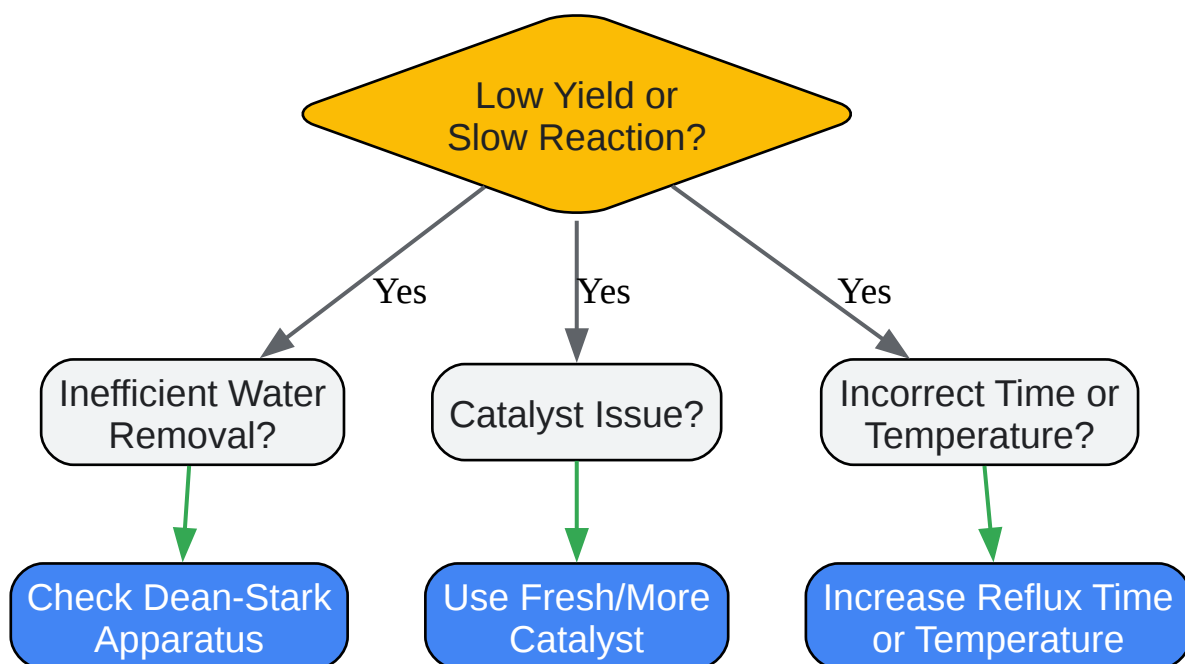 Low Yield or
Slow Reaction?
Yes
Yes
Yes
Inefficient Water
Removal?
Catalyst Issue?
Incorrect Time or
Temperature?
Check Dean-Stark
Apparatus
Use Fresh/More
Catalyst
Increase Reflux Time
or Temperature